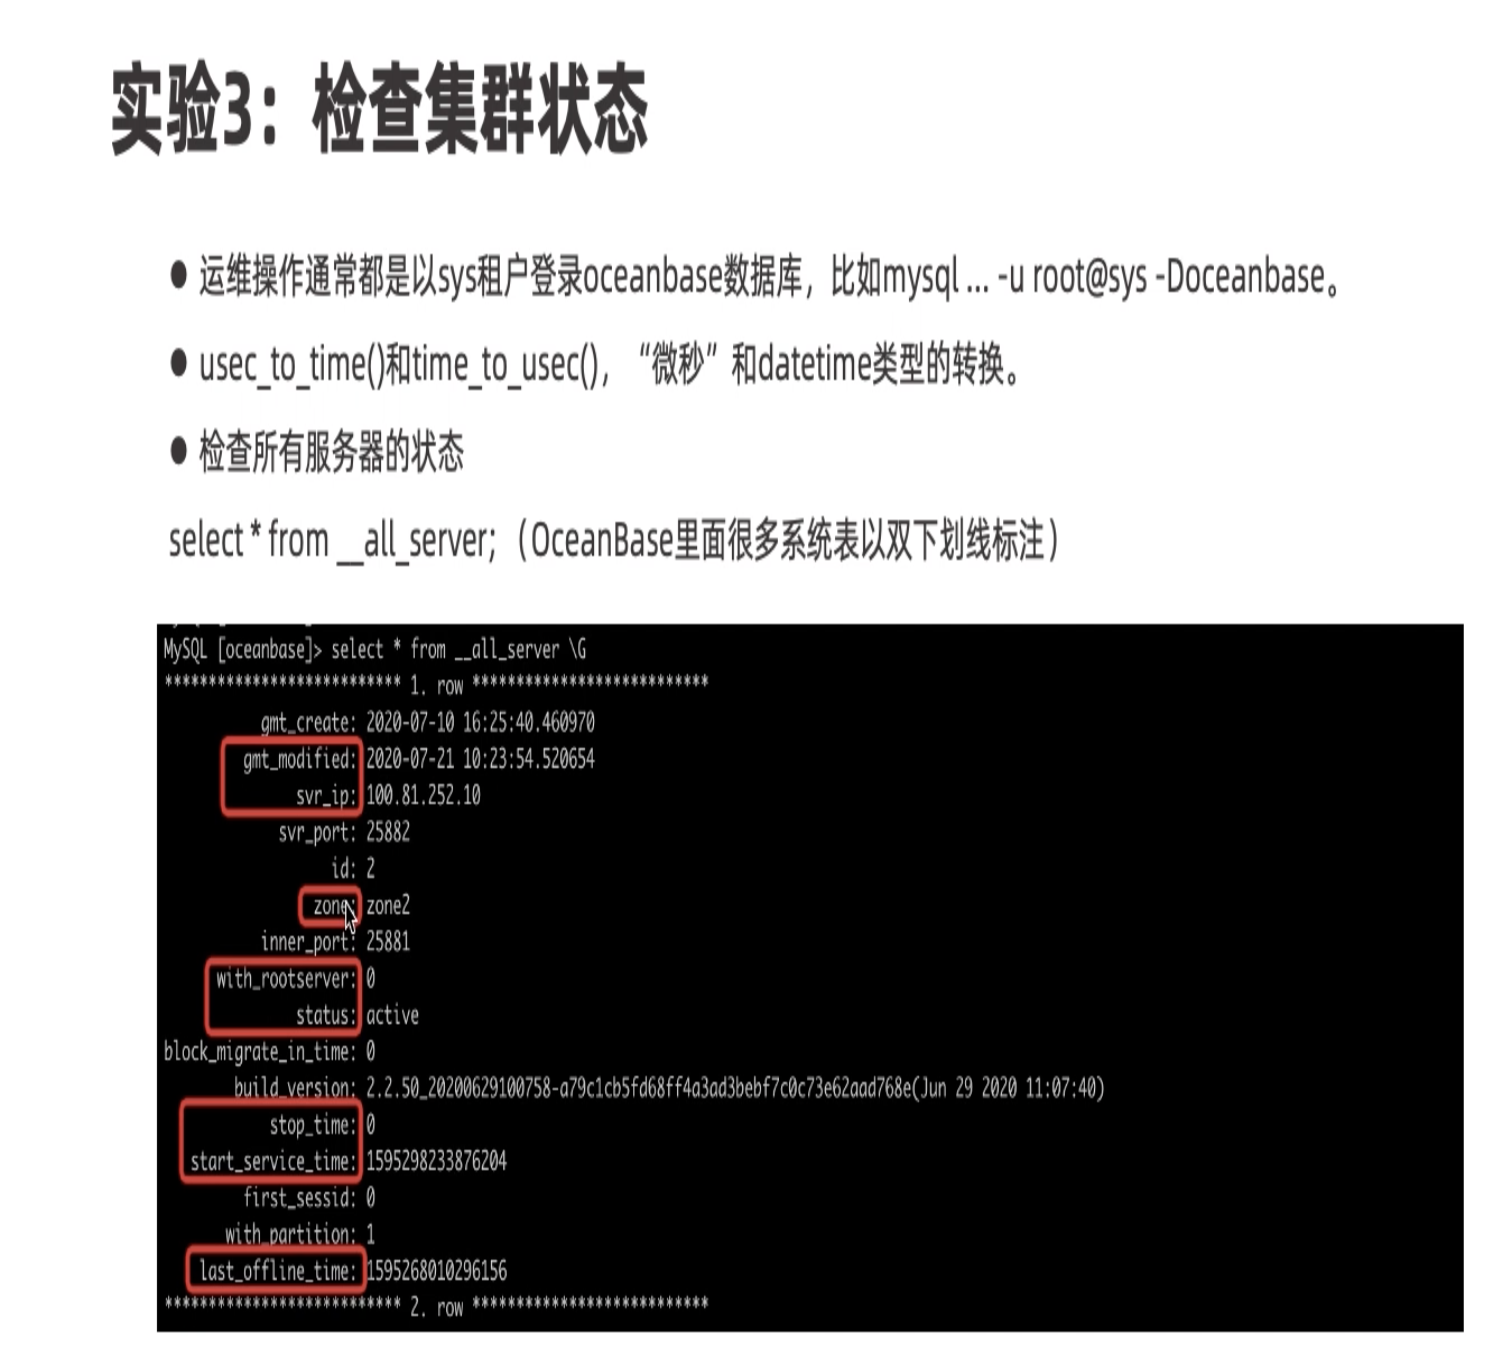 实验3：检查集群状态
● 运维操作通常都是以sys租户登录oceanbase数据库，比如mysql ... -u root@sys -Doceanbase。
● usec_to_time()和time_to_usec()，“微秒”和datetime类型的转换。
● 检查所有服务器的状态
select * from __all_server;（OceanBase里面很多系统表以双下划线标注）
MySQL [oceanbase]> select * from __all_server \G
*************************** 1. row ***************************
gmt_create: 2020-07-10 16:25:40.460970
gmt_modified: 2020-07-21 10:23:54.520654
svr_ip: 100.81.252.10
svr_port: 25882
id: 2
zone: zone2
inner_port: 25881
with_rootserver: 0
status: active
block_migrate_in_time: 0
build_version: 2.2.50_20200629100758-a79c1cb5fd68ff4a3ad3bebf7c0c73e62aad768e(Jun 29 2020 11:07:40)
stop_time: 0
start_service_time: 1595298233876204
first_sessid: 0
with_partition: 1
last_offline_time: 1595268010296156
*************************** 2. row ***************************